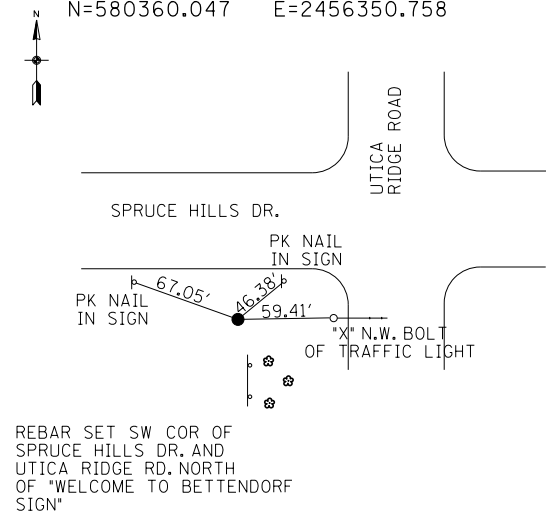 N
N=580360.047 E=2456350.758
UTICA
RIDGE ROAD
SPRUCE HILLS DR.
PK NAIL
IN SIGN
67.05'
46.38'
59.41'
PK NAIL
IN SIGN
"X" N.W. BOLT
OF TRAFFIC LIGHT
REBAR SET SW COR OF
SPRUCE HILLS DR. AND
UTICA RIDGE RD. NORTH
OF "WELCOME TO BETTENDORF
SIGN"